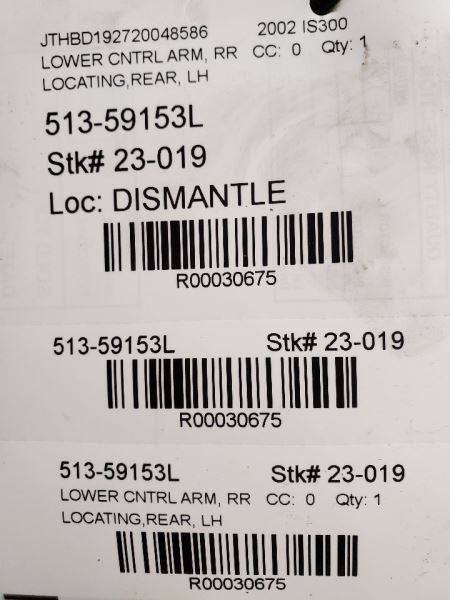 JTHBD192720048586 2002 IS300
LOWER CNTRL ARM, RR CC: 0 Qty: 1
LOCATING,REAR, LH
513-59153L
Stk# 23-019
Loc: DISMANTLE
R00030675
513-59153L Stk# 23-019
R00030675
513-59153L Stk# 23-019
LOWER CNTRL ARM, RR CC: 0 Qty: 1
LOCATING,REAR, LH
R00030675